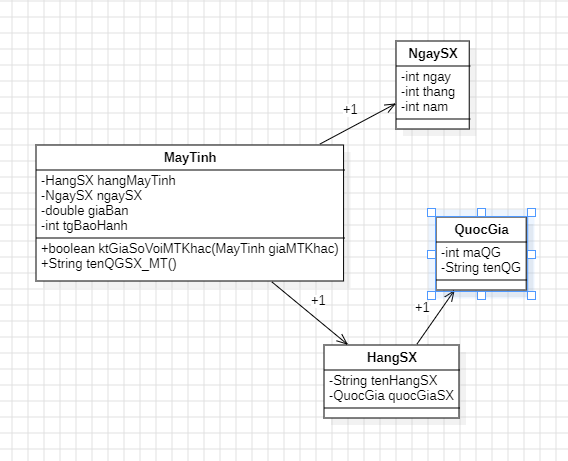 NgaySX
-int ngay
-int thang
-int nam
+1
MayTinh
-HangSX hangMayTinh
-NgaySX ngaySX
-double giaBan
-int tgBaoHanh
+boolean ktGiaSoVoiMTKhac(MayTinh giaMTKhac)
+String tenQGSX_MT()
QuocGia
-int maQG
-String tenQG
+1
+1
HangSX
-String tenHangSX
-QuocGia quocGiaSX